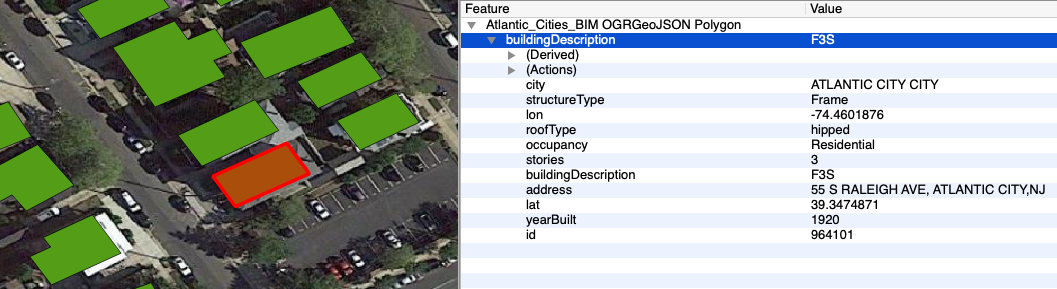 Feature Value
Atlantic_Cities_BIM OGRGeoJSON Polygon
buildingDescription F3S
(Derived)
(Actions)
city ATLANTIC CITY CITY
structureType Frame
lon -74.4601876
roofType hipped
occupancy Residential
stories 3
buildingDescription F3S
address 55 S RALEIGH AVE, ATLANTIC CITY,NJ
lat 39.3474871
yearBuilt 1920
id 964101